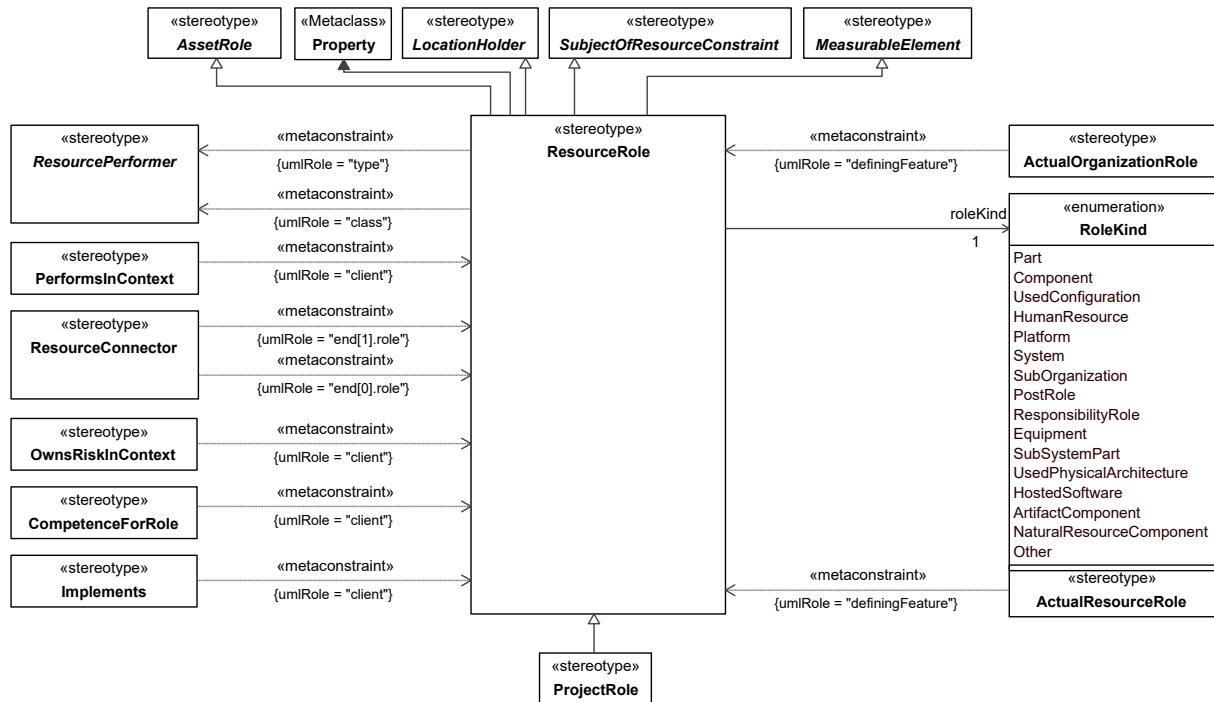 «stereotype»
AssetRole
«Metaclass»
Property
«stereotype»
LocationHolder
«stereotype»
SubjectOfResourceConstraint
«stereotype»
MeasurableElement
«stereotype»
ResourcePerformer
«metaconstraint»
{umlRole = "type"}
«metaconstraint»
{umlRole = "class"}
«stereotype»
PerformsInContext
«metaconstraint»
{umlRole = "client"}
«stereotype»
ResourceConnector
«metaconstraint»
{umlRole = "end[1].role"}
«metaconstraint»
{umlRole = "end[0].role"}
«stereotype»
OwnsRiskInContext
«metaconstraint»
{umlRole = "client"}
«stereotype»
CompetenceForRole
«metaconstraint»
{umlRole = "client"}
«stereotype»
Implements
«metaconstraint»
{umlRole = "client"}
«stereotype»
ResourceRole
«metaconstraint»
{umlRole = "definingFeature"}
«stereotype»
ActualOrganizationRole
roleKind
1
«enumeration»
RoleKind
Part
Component
UsedConfiguration
HumanResource
Platform
System
SubOrganization
PostRole
ResponsibilityRole
Equipment
SubSystemPart
UsedPhysicalArchitecture
HostedSoftware
ArtifactComponent
NaturalResourceComponent
Other
«metaconstraint»
{umlRole = "definingFeature"}
«stereotype»
ActualResourceRole
«stereotype»
ProjectRole